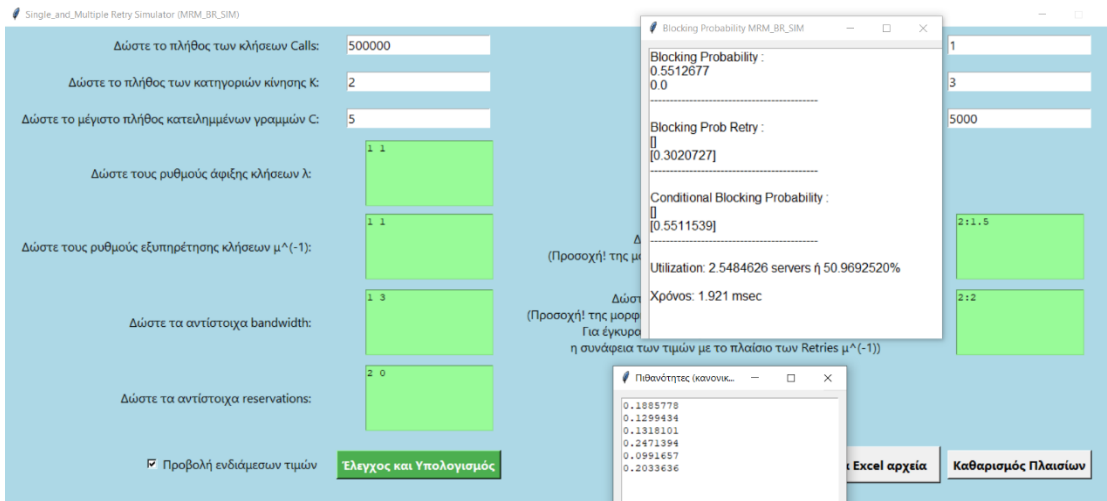 Single_and_Multiple Retry Simulator (MRM_BR_SIM)
Δώστε το πλήθος των κλήσεων Calls:
500000
Δώστε το πλήθος των κατηγοριών κίνησης K:
2
Δώστε το μέγιστο πλήθος κατειλημμένων γραμμών C:
5
Δώστε τους ρυθμούς άφιξης κλήσεων λ:
1 1
Δώστε τους ρυθμούς εξυπηρέτησης κλήσεων μ^(-1):
1 1
Δώστε τα αντίστοιχα bandwidth:
1 3
Δώστε τα αντίστοιχα reservations:
2 0
Προβολή ενδιάμεσων τιμών
Έλεγχος και Υπολογισμός
Blocking Probability MRM_BR_SIM
Blocking Probability :
0.5512677
0.0
------------------------------------------
Blocking Prob Retry :
[]
[0.3020727]
------------------------------------------
Conditional Blocking Probability :
[]
[0.5511539]
------------------------------------------
Utilization: 2.5484626 servers ή 50.9692520%
Χρόνος: 1.921 msec
1
3
5000
(Προσοχή! της
2:1.5
Δώστ
(Προσοχή! της μορφ
Για έγκυρα
η συνάφεια των τιμών με το πλαίσιο των Retries μ^(-1))
2:2
Πιθανότητες (κανονικ...
0.1885778
0.1299434
0.1318101
0.2471394
0.0991657
0.2033636
Excel αρχεία
Καθαρισμός Πλαισίων